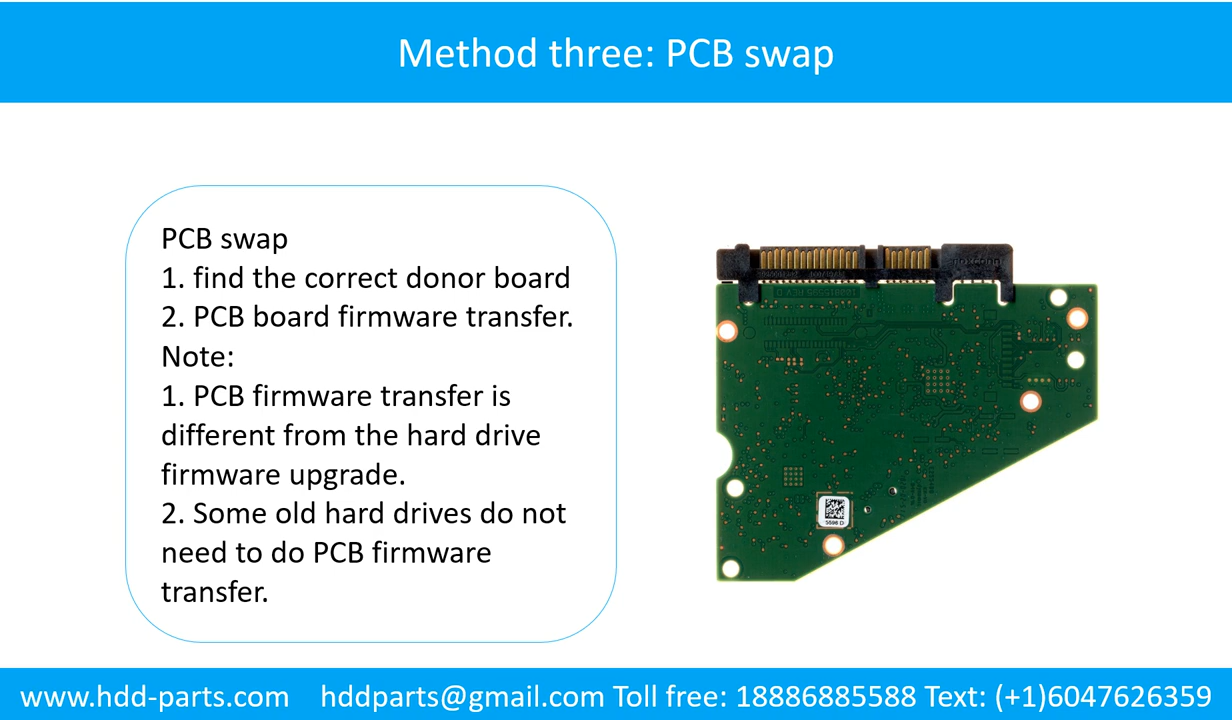 Method three: PCB swap
PCB swap
1. find the correct donor board
2. PCB board firmware transfer.
Note:
1. PCB firmware transfer is
different from the hard drive
firmware upgrade.
2. Some old hard drives do not
need to do PCB firmware
transfer.
FOXCONN
5596 D
www.hdd-parts.com hddparts@gmail.com Toll free: 18886885588 Text: (+1)6047626359